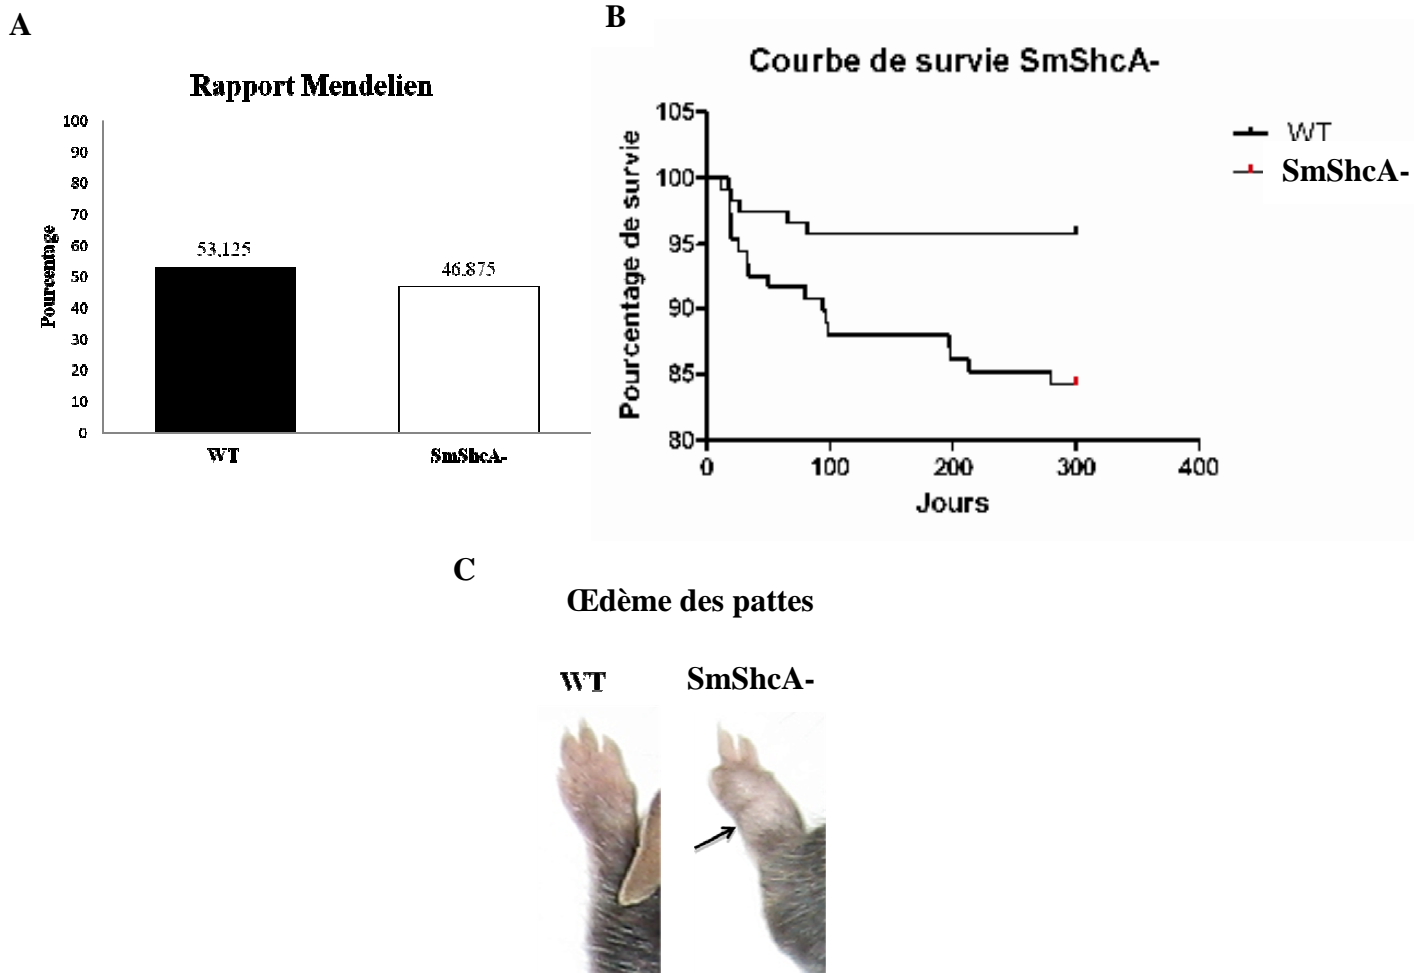 A
Rapport Mendelien
Pourcentage
100
90
80
70
60
50
40
30
20
10
0
53,125
46,875
WT
SmShcA-
B
Courbe de survie SmShcA-
Pourcentage de survie
105
100
95
90
85
80
0
100
200
300
400
Jours
WT
SmShcA-
C
Œdème des pattes
WT
SmShcA-